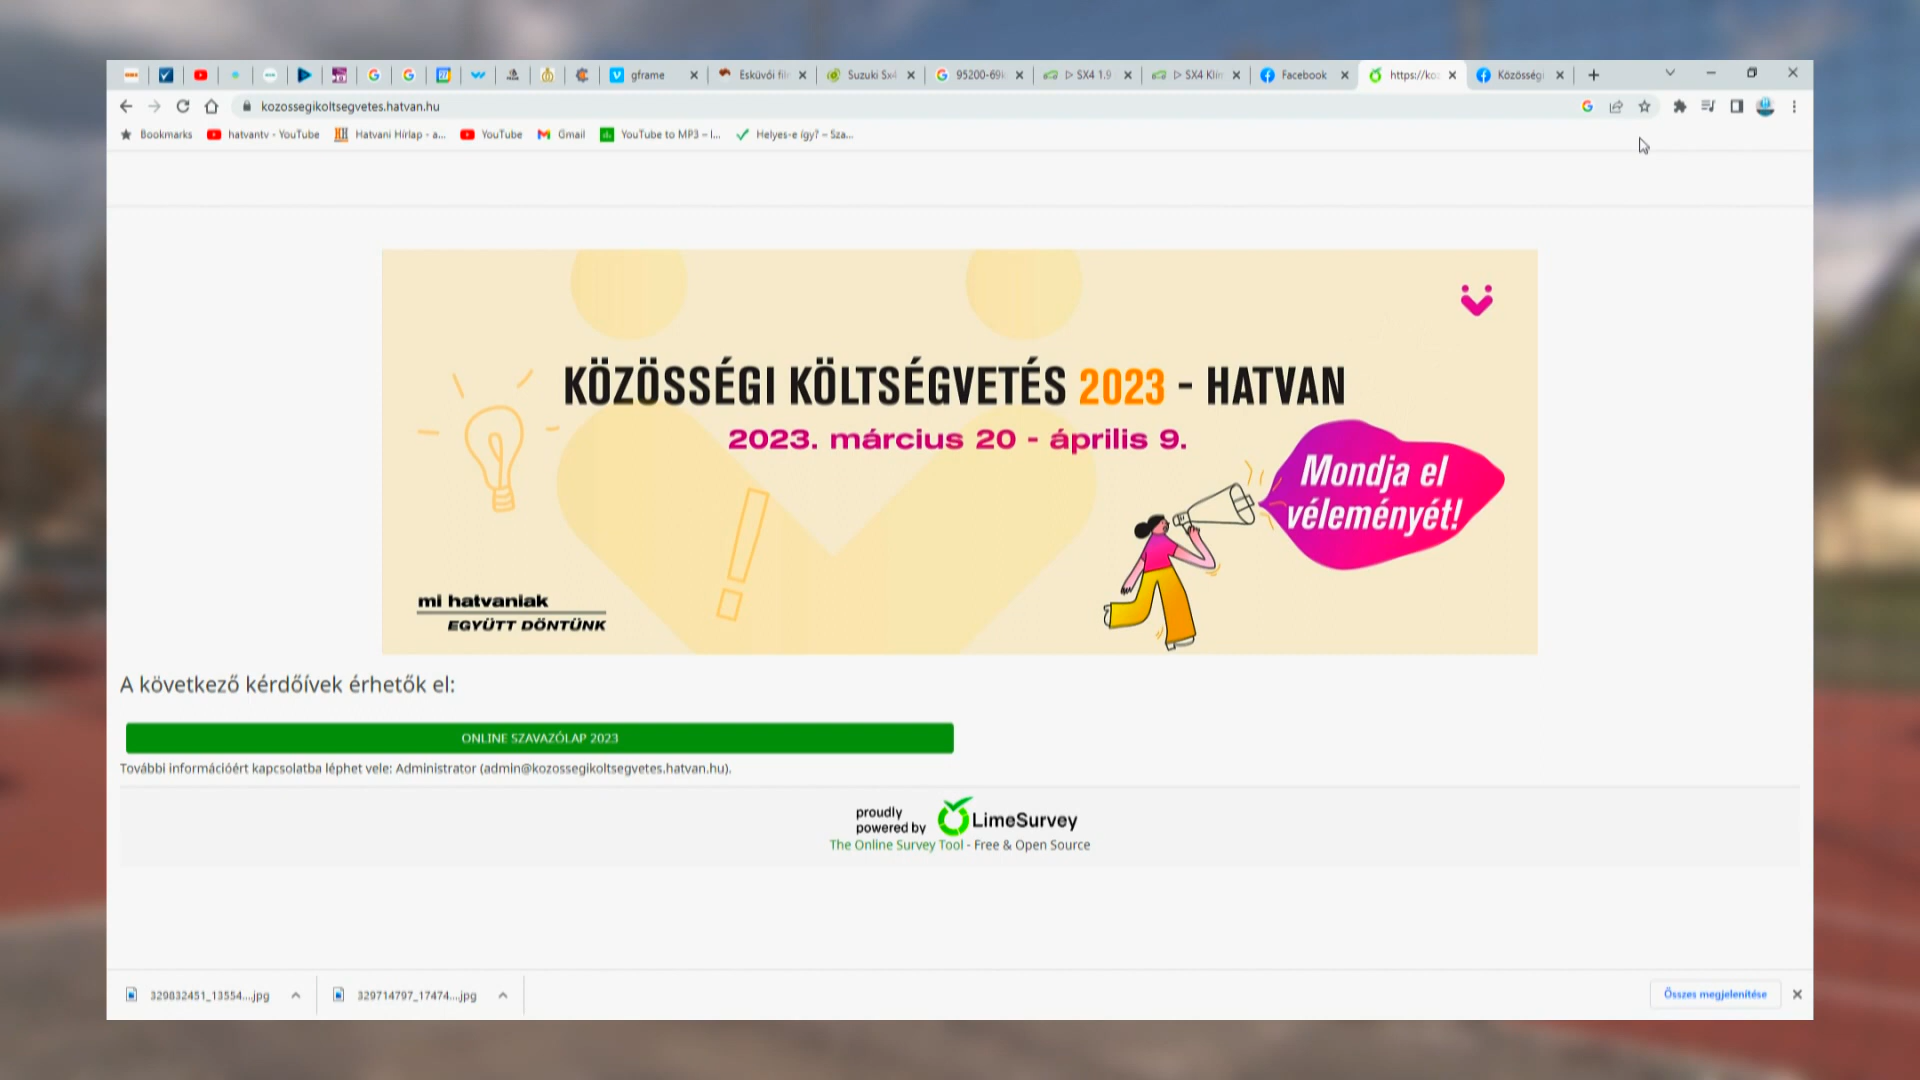 gframe
Esküvői fil
Suzuki Sx4
95200-69
SX4 1.9
SX4 Klím
Facebook
https://ko
Közösségi
kozossegikoltsegvetes.hatvan.hu
Bookmarks
hatvantv - YouTube
Hatvani Hírlap - a...
YouTube
Gmail
YouTube to MP3 – I...
Helyes-e így? – Sza...
KÖZÖSSÉGI KÖLTSÉGVETÉS 2023 - HATVAN
2023. március 20 - április 9.
Mondja el
véleményét!
mi hatvaniak
EGYÜTT DÖNTÜNK
A következő kérdőívek érhetők el:
ONLINE SZAVAZÓLAP 2023
További információért kapcsolatba léphet vele: Administrator (admin@kozossegikoltsegvetes.hatvan.hu).
proudly
powered by
LimeSurvey
The Online Survey Tool - Free & Open Source
329832451_13554....jpg
329714797_17474....jpg
Összes megjelenítése